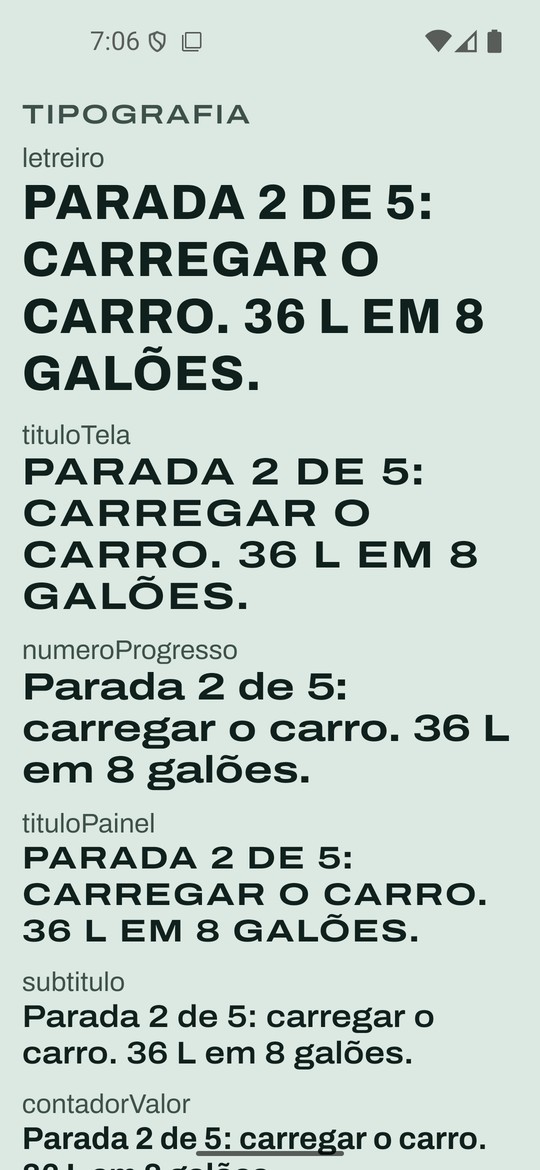 7:06
TIPOGRAFIA
letreiro
PARADA 2 DE 5:
CARREGAR O
CARRO. 36 L EM 8
GALÕES.
tituloTela
PARADA 2 DE 5:
CARREGAR O
CARRO. 36 L EM 8
GALÕES.
numeroProgresso
Parada 2 de 5:
carregar o carro. 36 L
em 8 galões.
tituloPainel
PARADA 2 DE 5:
CARREGAR O CARRO.
36 L EM 8 GALÕES.
subtitulo
Parada 2 de 5: carregar o
carro. 36 L em 8 galões.
contadorValor
Parada 2 de 5: carregar o carro.